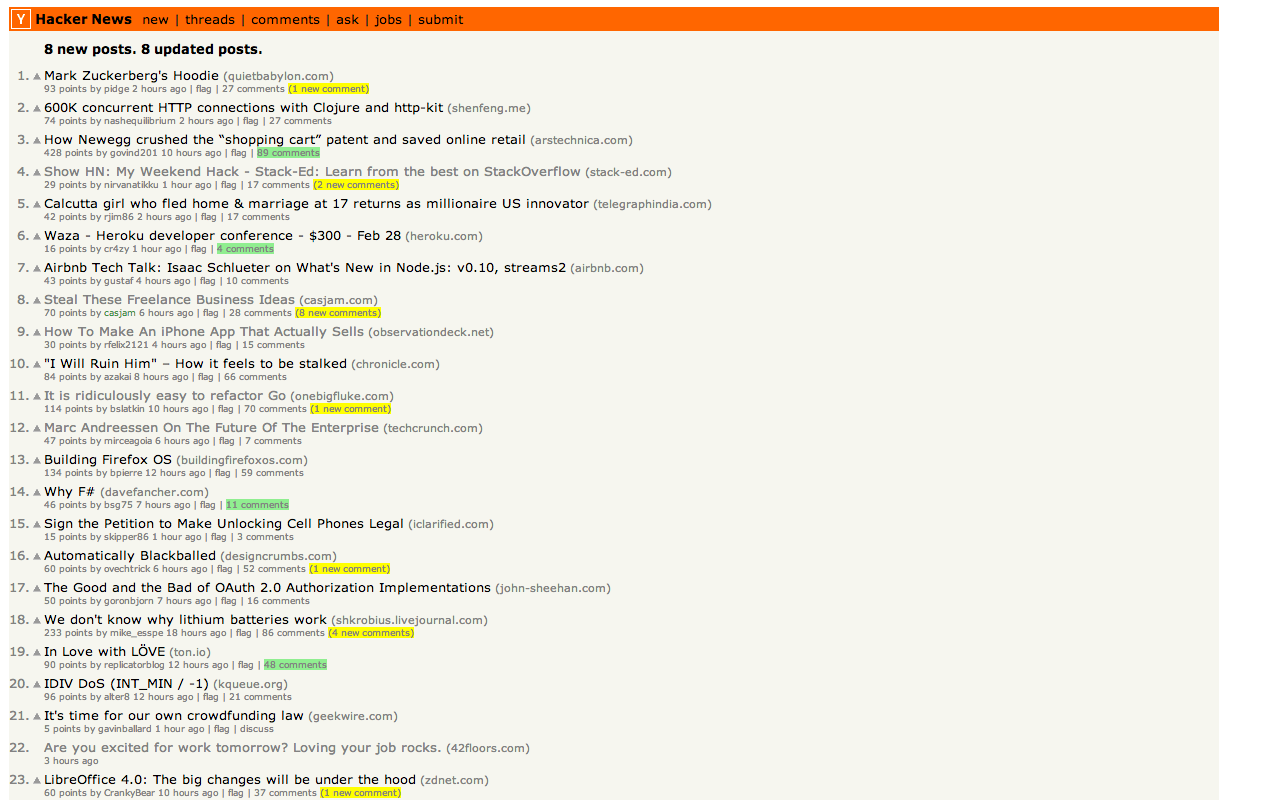 Y Hacker News new | threads | comments | ask | jobs | submit
8 new posts. 8 updated posts.
1. Mark Zuckerberg's Hoodie (quietbabylon.com)
93 points by pidge 2 hours ago | flag | 27 comments (1 new comment)
2. 600K concurrent HTTP connections with Clojure and http-kit (shenfeng.me)
74 points by nashequilibrium 2 hours ago | flag | 27 comments
3. How Newegg crushed the “shopping cart” patent and saved online retail (arstechnica.com)
428 points by govind201 10 hours ago | flag | 89 comments
4. Show HN: My Weekend Hack - Stack-Ed: Learn from the best on StackOverflow (stack-ed.com)
29 points by nirvanatikku 1 hour ago | flag | 17 comments (2 new comments)
5. Calcutta girl who fled home & marriage at 17 returns as millionaire US innovator (telegraphindia.com)
42 points by rjim86 2 hours ago | flag | 17 comments
6. Waza - Heroku developer conference - $300 - Feb 28 (heroku.com)
16 points by cr4zy 1 hour ago | flag | 4 comments
7. Airbnb Tech Talk: Isaac Schlueter on What's New in Node.js: v0.10, streams2 (airbnb.com)
43 points by gustaf 4 hours ago | flag | 10 comments
8. Steal These Freelance Business Ideas (casjam.com)
70 points by casjam 6 hours ago | flag | 28 comments (8 new comments)
9. How To Make An iPhone App That Actually Sells (observationdeck.net)
30 points by rfelix2121 4 hours ago | flag | 15 comments
10. "I Will Ruin Him" – How it feels to be stalked (chronicle.com)
84 points by azakai 8 hours ago | flag | 66 comments
11. It is ridiculously easy to refactor Go (onebigfluke.com)
114 points by bslatkin 10 hours ago | flag | 70 comments (1 new comment)
12. Marc Andreessen On The Future Of The Enterprise (techcrunch.com)
47 points by mirceagoia 6 hours ago | flag | 7 comments
13. Building Firefox OS (buildingfirefoxos.com)
134 points by bpierre 12 hours ago | flag | 59 comments
14. Why F# (davefancher.com)
46 points by bsg75 7 hours ago | flag | 11 comments
15. Sign the Petition to Make Unlocking Cell Phones Legal (iclarified.com)
15 points by skipper86 1 hour ago | flag | 3 comments
16. Automatically Blackballed (designcrumbs.com)
60 points by ovechtrick 6 hours ago | flag | 52 comments (1 new comment)
17. The Good and the Bad of OAuth 2.0 Authorization Implementations (john-sheehan.com)
50 points by goronbjorn 7 hours ago | flag | 16 comments
18. We don't know why lithium batteries work (shkrobius.livejournal.com)
233 points by mike_esspe 18 hours ago | flag | 86 comments (4 new comments)
19. In Love with LÖVE (ton.io)
90 points by replicatorblog 12 hours ago | flag | 48 comments
20. IDIV DoS (INT_MIN / -1) (kqueue.org)
96 points by alter8 12 hours ago | flag | 21 comments
21. It's time for our own crowdfunding law (geekwire.com)
5 points by gavinballard 1 hour ago | flag | discuss
22. Are you excited for work tomorrow? Loving your job rocks. (42floors.com)
3 hours ago
23. LibreOffice 4.0: The big changes will be under the hood (zdnet.com)
60 points by CrankyBear 10 hours ago | flag | 37 comments (1 new comment)